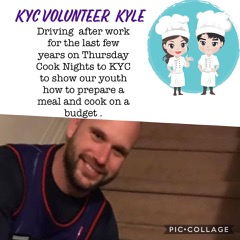 KYC VOLUNTEER KYLE
Driving after work
for the last few
years on Thursday
Cook Nights to KYC
to show our youth
how to prepare a
meal and cook on a
budget .
PIC•COLLAGE